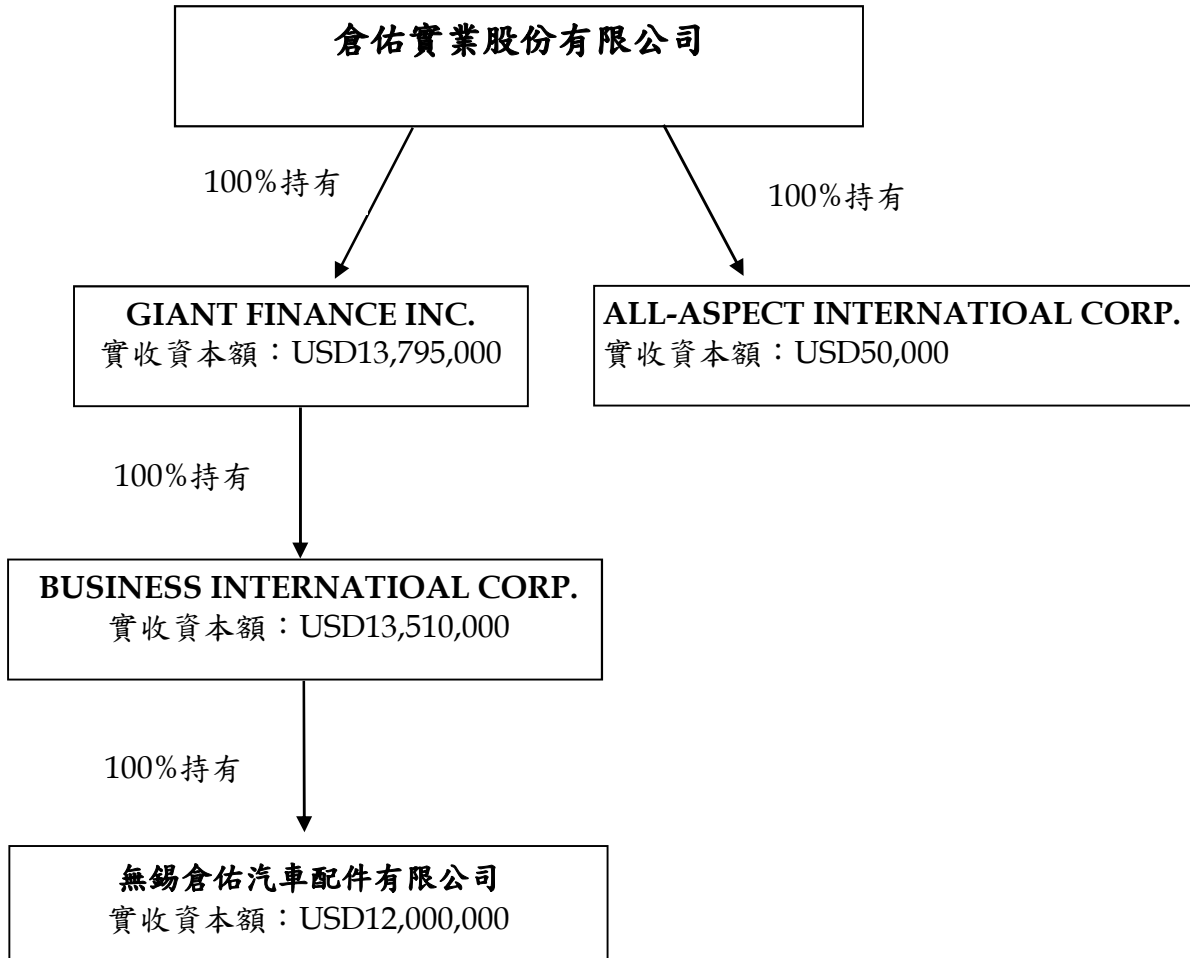 倉佑實業股份有限公司
100%持有
100%持有
GIANT FINANCE INC.
實收資本額：USD13,795,000
ALL-ASPECT INTERNATIOAL CORP.
實收資本額：USD50,000
100%持有
BUSINESS INTERNATIOAL CORP.
實收資本額：USD13,510,000
100%持有
無錫倉佑汽車配件有限公司
實收資本額：USD12,000,000